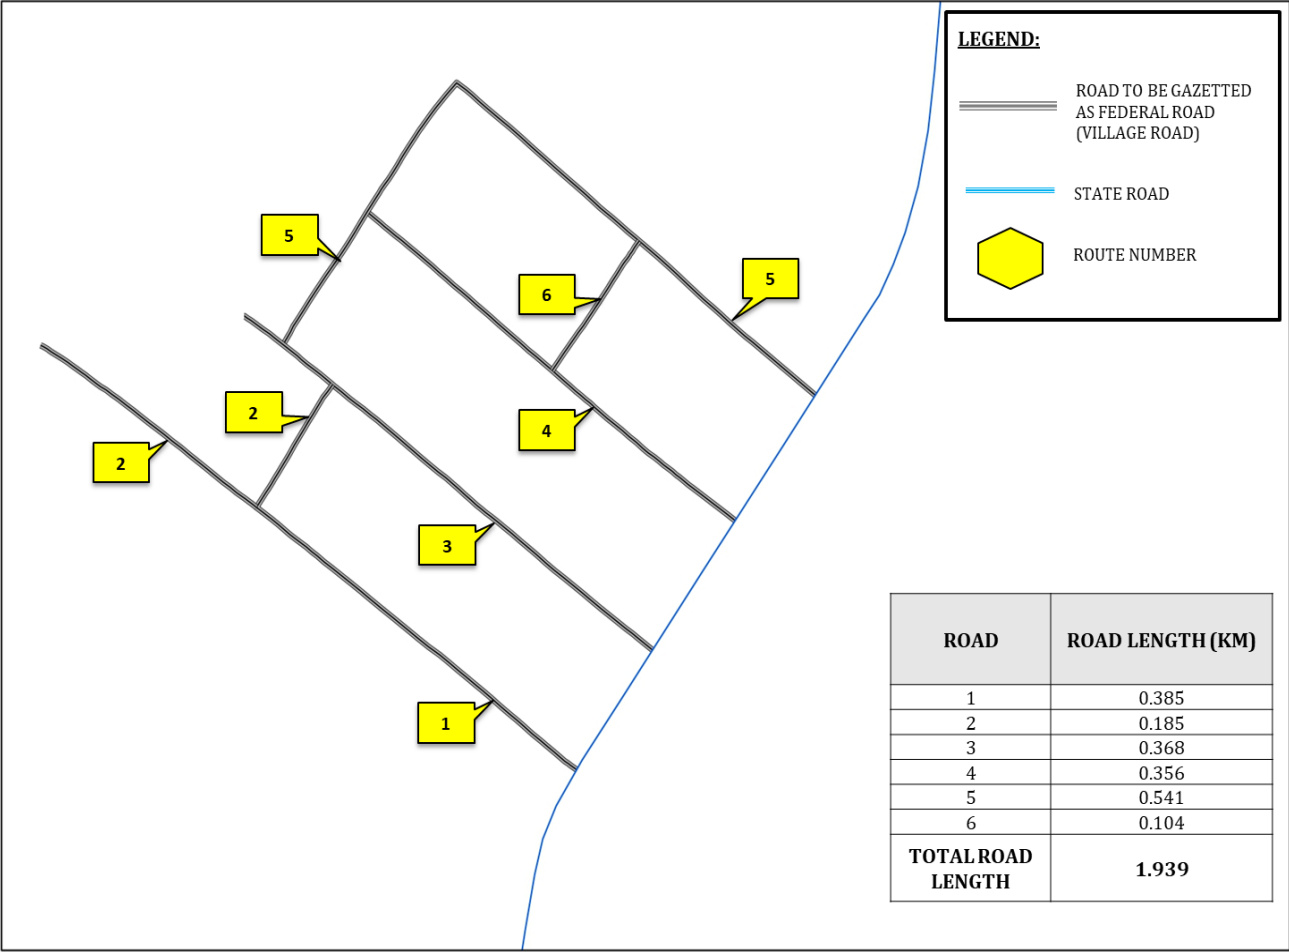 LEGEND:
ROAD TO BE GAZETTED
AS FEDERAL ROAD
(VILLAGE ROAD)
STATE ROAD
ROUTE NUMBER
5
5
6
2
4
2
3
1
ROAD ROAD LENGTH (KM)
1 0.385
2 0.185
3 0.368
4 0.356
5 0.541
6 0.104
TOTAL ROAD
LENGTH
1.939